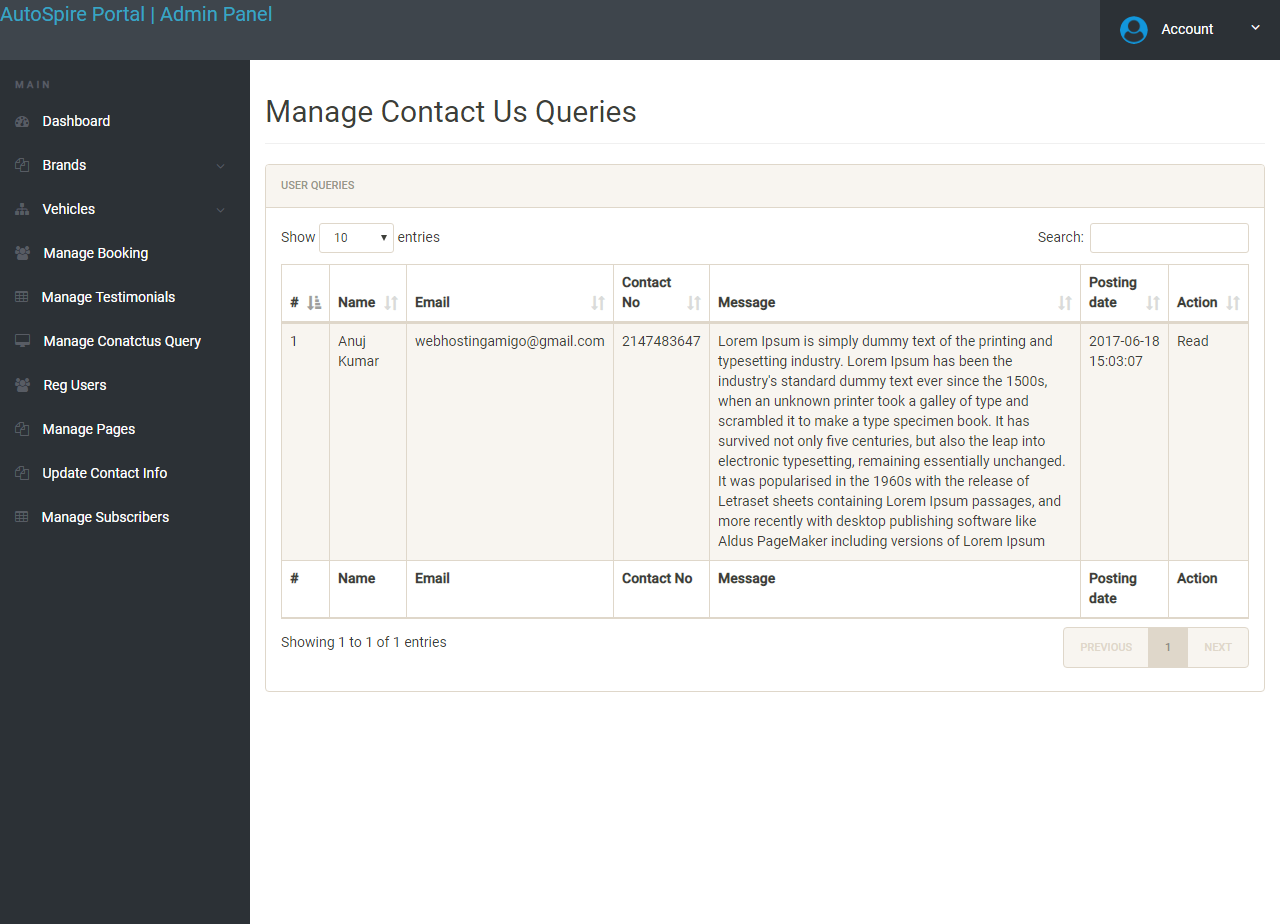 AutoSpire Portal | Admin Panel
Account
MAIN
Dashboard
Brands
Vehicles
Manage Booking
Manage Testimonials
Manage Conatctus Query
Reg Users
Manage Pages
Update Contact Info
Manage Subscribers
Manage Contact Us Queries
USER QUERIES
Show 10 entries
Search:
# Name Email Contact No Message Posting date Action
1 Anuj Kumar webhostingamigo@gmail.com 2147483647
Lorem Ipsum is simply dummy text of the printing and
typesetting industry. Lorem Ipsum has been the
industry's standard dummy text ever since the 1500s,
when an unknown printer took a galley of type and
scrambled it to make a type specimen book. It has
survived not only five centuries, but also the leap into
electronic typesetting, remaining essentially unchanged.
It was popularised in the 1960s with the release of
Letraset sheets containing Lorem Ipsum passages, and
more recently with desktop publishing software like
Aldus PageMaker including versions of Lorem Ipsum
2017-06-18
15:03:07
Read
# Name Email Contact No Message Posting date Action
Showing 1 to 1 of 1 entries
PREVIOUS 1 NEXT